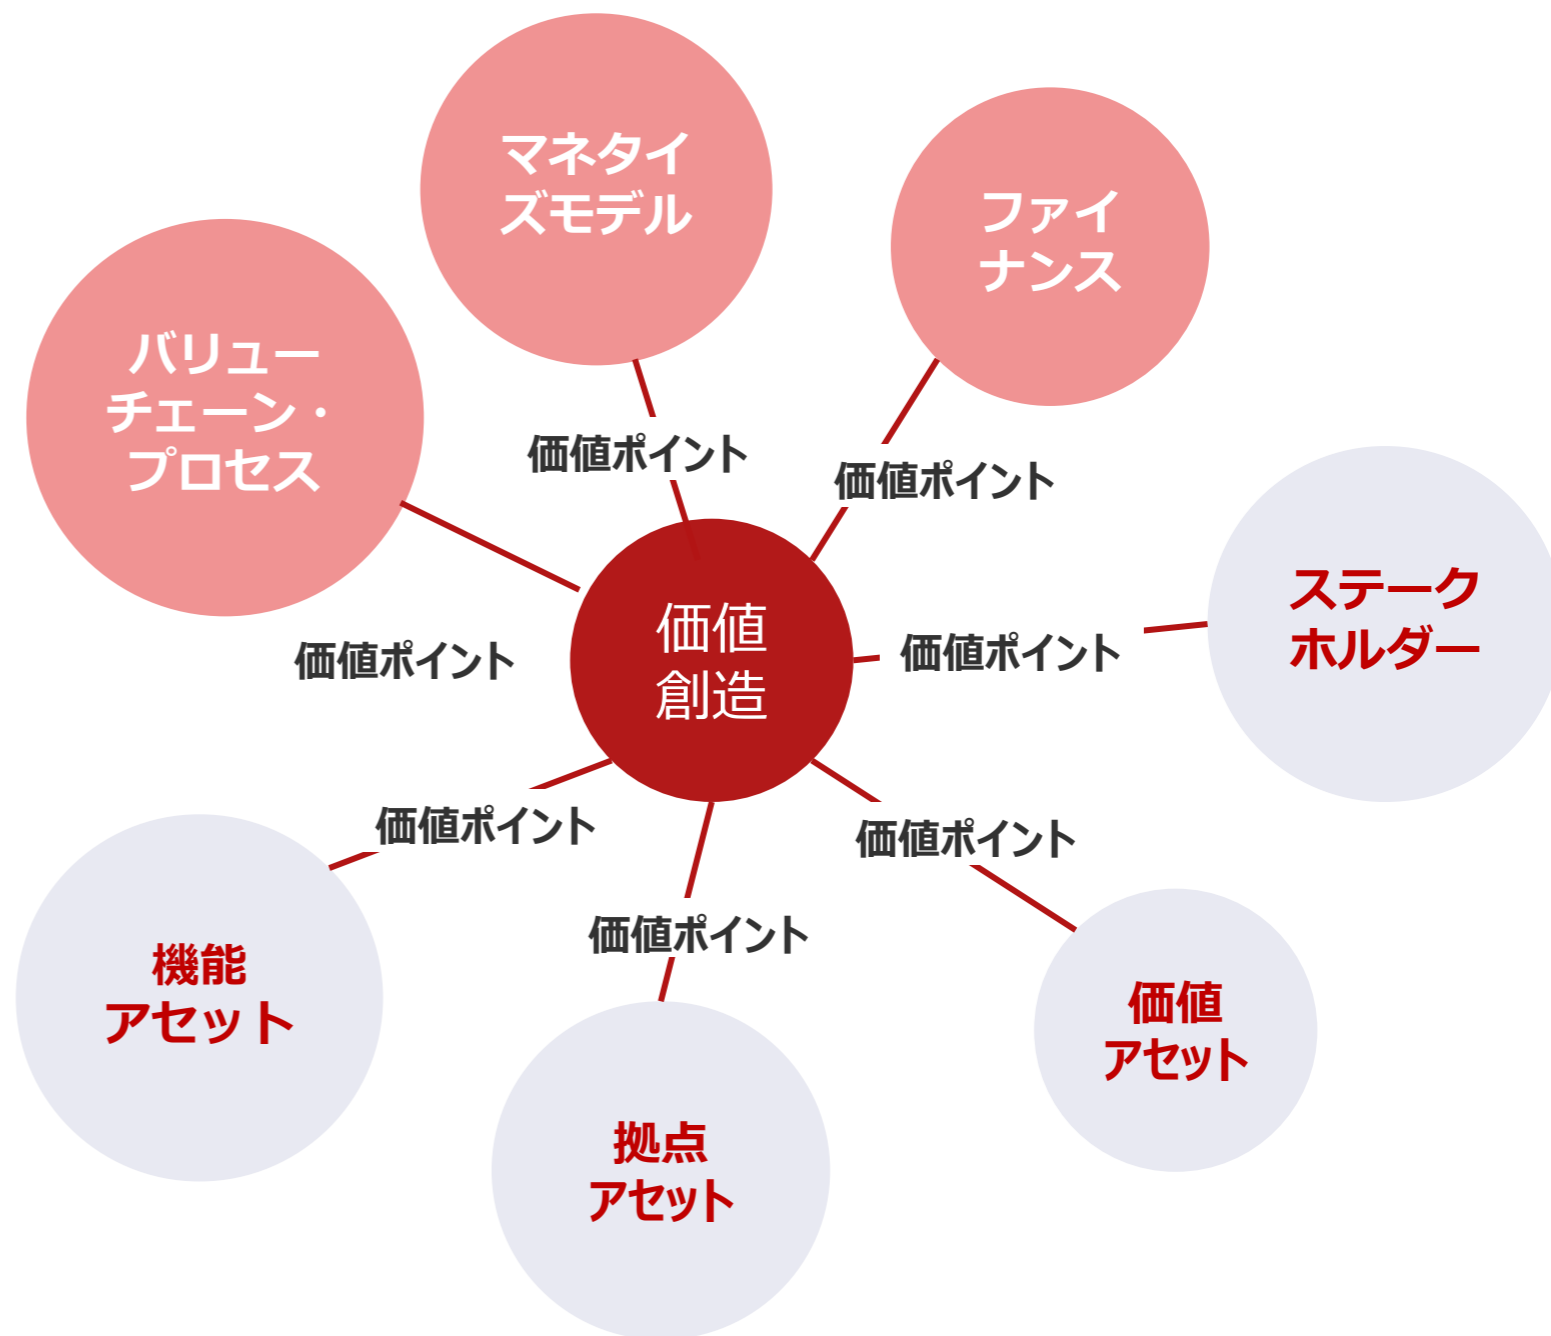 マネタイ
ズモデル
ファイ
ナンス
バリュー
チェーン・
プロセス
価値ポイント
価値ポイント
ステーク
ホルダー
価値ポイント
価値
創造
価値ポイント
価値ポイント
価値ポイント
価値ポイント
機能
アセット
価値
アセット
拠点
アセット